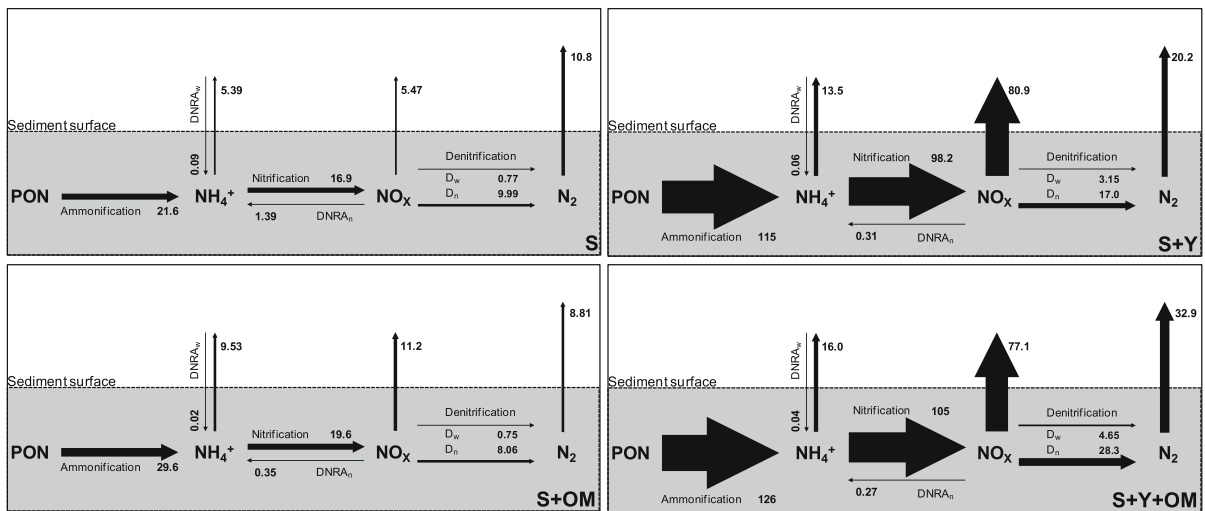 DNRAw
5.39
5.47
10.8
Sediment surface
0.09
Denitrification
Nitrification 16.9
Dw 0.77
PON
NH4+
NOX
Dn 9.99
N2
Ammonification 21.6
1.39 DNRAn
S
DNRAw
13.5
80.9
20.2
Sediment surface
0.06
Nitrification 98.2
Denitrification
Dw 3.15
PON
NH4+
NOX
Dn 17.0
N2
Ammonification 115
0.31 DNRAn
S+Y
DNRAw
9.53
11.2
8.81
Sediment surface
0.02
Denitrification
Nitrification 19.6
Dw 0.75
PON
NH4+
NOX
Dn 8.06
N2
Ammonification 29.6
0.35 DNRAn
S+OM
DNRAw
16.0
77.1
32.9
Sediment surface
0.04
Nitrification 105
Denitrification
Dw 4.65
PON
NH4+
NOX
Dn 28.3
N2
Ammonification 126
0.27 DNRAn
S+Y+OM